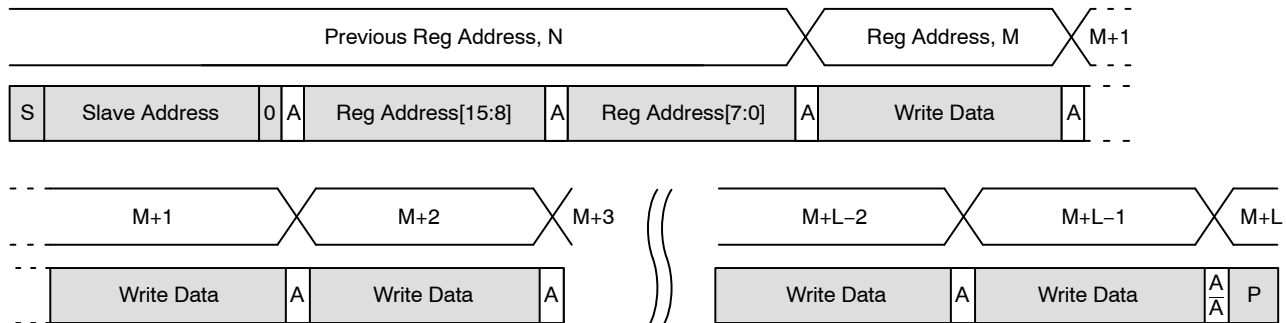 Previous Reg Address, N Reg Address, M M+1
S Slave Address 0 A Reg Address[15:8] A Reg Address[7:0] A Write Data A
M+1 M+2 M+3 M+L−2 M+L−1 M+L
Write Data A Write Data A Write Data A Write Data A/A̅ P